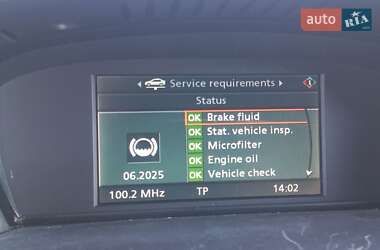 auto RIA
Service requirements
Status
OK Brake fluid
OK Stat. vehicle insp.
OK Microfilter
OK Engine oil
OK Vehicle check
06.2025
100.2 MHz TP 14:02